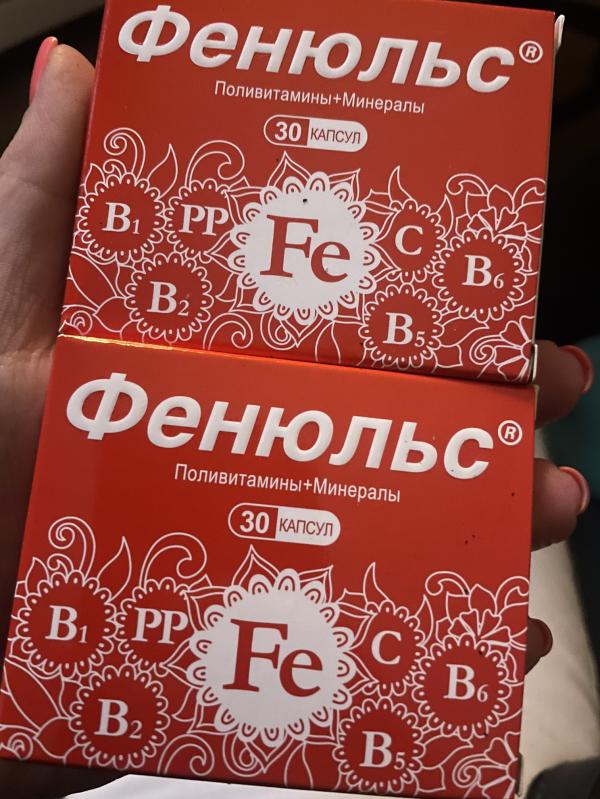 Фенюльс®
Поливитамины+Минералы
30 КАПСУЛ
B1 PP Fe C B6
B2 B5
Фенюльс®
Поливитамины+Минералы
30 КАПСУЛ
B1 PP Fe C B6
B2 B5